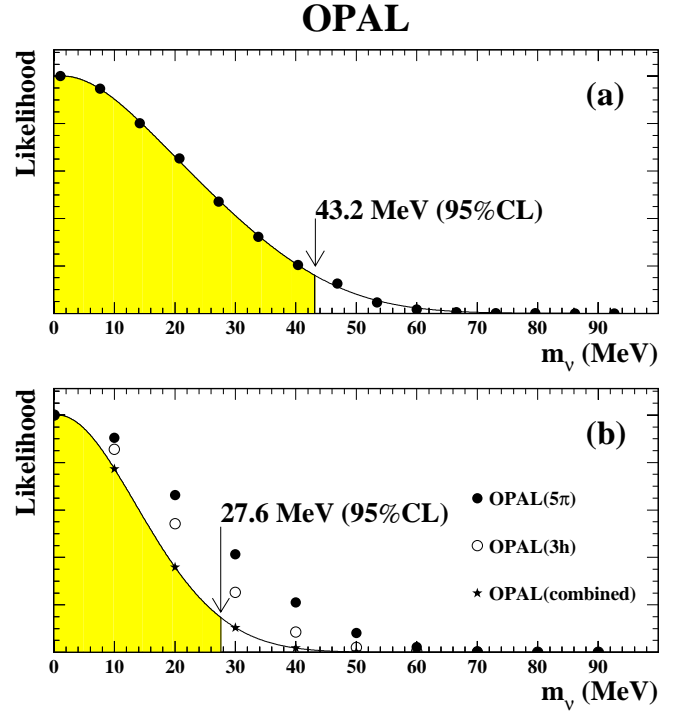 OPAL
Likelihood
(a)
43.2 MeV (95%CL)
0 10 20 30 40 50 60 70 80 90
mν (MeV)
Likelihood
(b)
27.6 MeV (95%CL)
OPAL(5π)
OPAL(3h)
OPAL(combined)
0 10 20 30 40 50 60 70 80 90
mν (MeV)